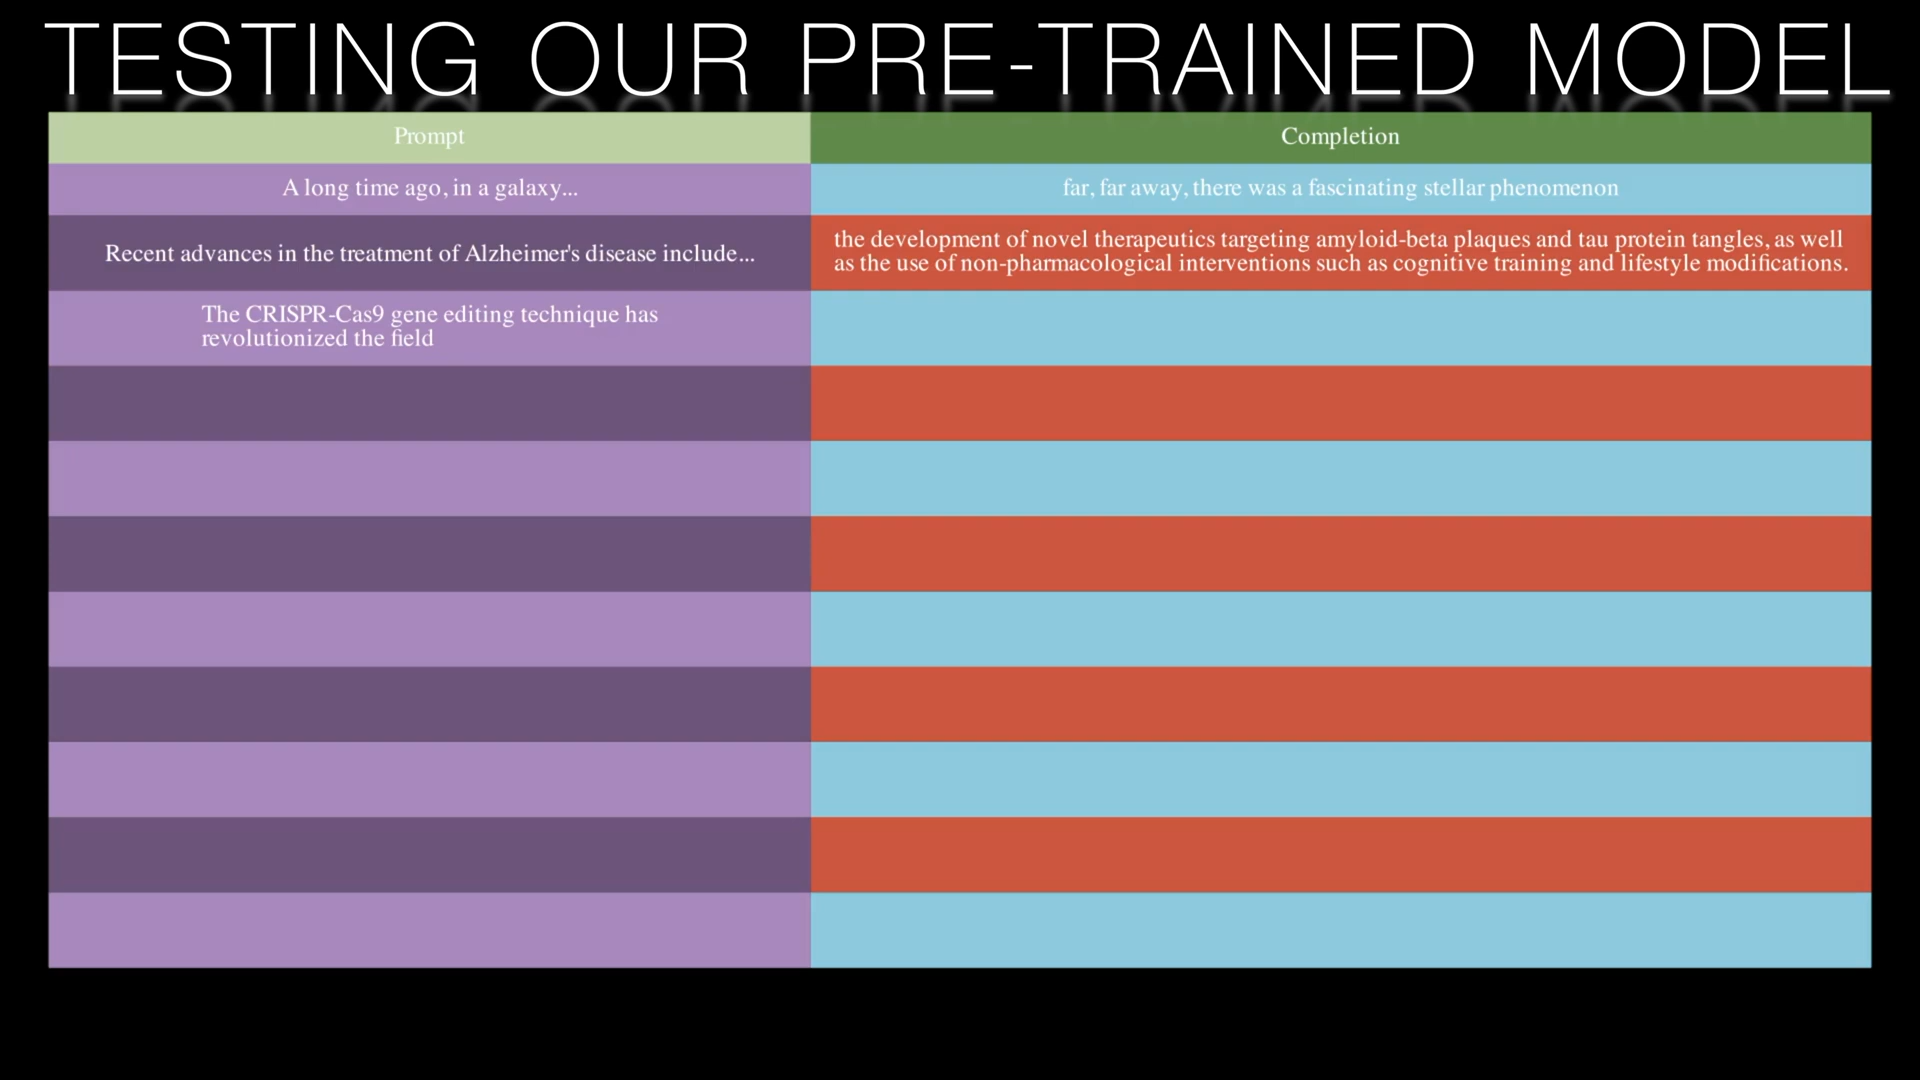 TESTING OUR PRE-TRAINED MODEL
Prompt
Completion
A long time ago, in a galaxy...
far, far away, there was a fascinating stellar phenomenon
Recent advances in the treatment of Alzheimer's disease include...
the development of novel therapeutics targeting amyloid-beta plaques and tau protein tangles, as well
as the use of non-pharmacological interventions such as cognitive training and lifestyle modifications.
The CRISPR-Cas9 gene editing technique has
revolutionized the field